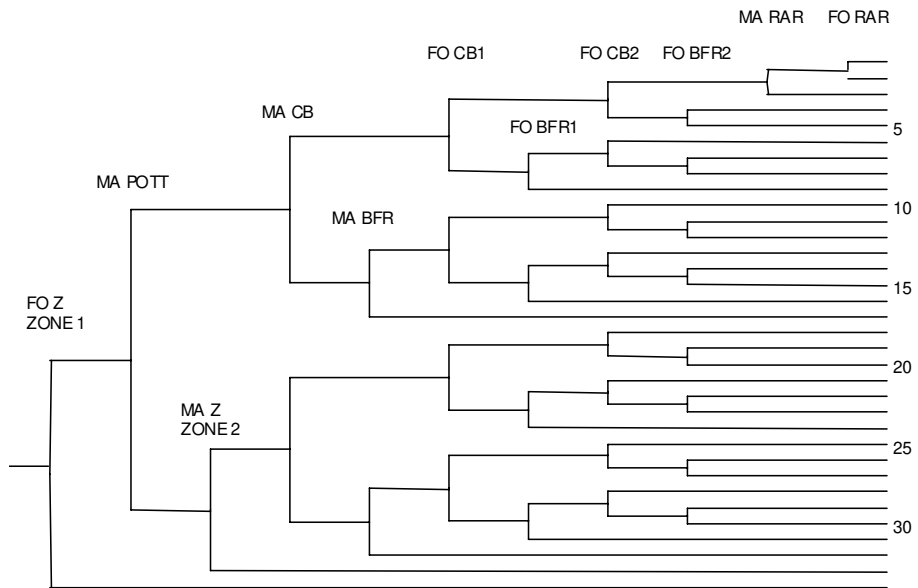 MA RAR FO RAR
FO CB1 FO CB2 FO BFR2
MA CB
FO BFR1
5
MA POTT
MA BFR
10
FO Z
ZONE 1
15
20
MA Z
ZONE 2
25
30